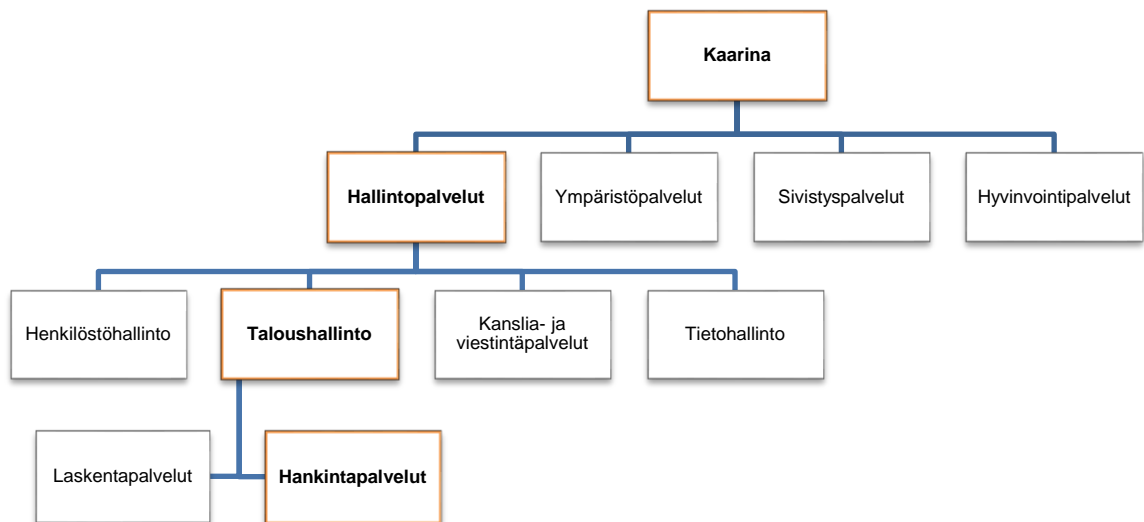 Kaarina
Hallintopalvelut
Ympäristöpalvelut
Sivistyspalvelut
Hyvinvointipalvelut
Henkilöstöhallinto
Taloushallinto
Kanslia- ja
viestintäpalvelut
Tietohallinto
Laskentapalvelut
Hankintapalvelut